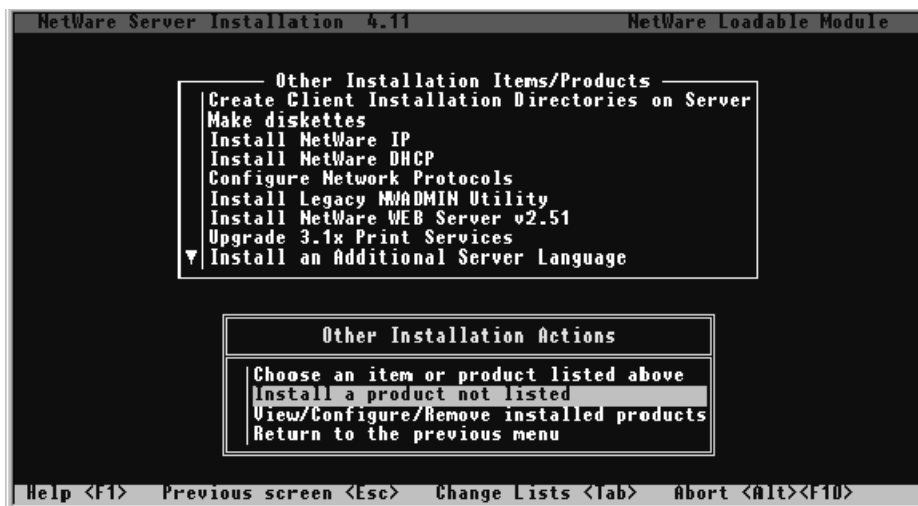 NetWare Server Installation 4.11 NetWare Loadable Module
Other Installation Items/Products
Create Client Installation Directories on Server
Make diskettes
Install NetWare IP
Install NetWare DHCP
Configure Network Protocols
Install Legacy NWADMIN Utility
Install NetWare WEB Server v2.51
Upgrade 3.1x Print Services
Install an Additional Server Language
Other Installation Actions
Choose an item or product listed above
Install a product not listed
View/Configure/Remove installed products
Return to the previous menu
Help <F1> Previous screen <Esc> Change Lists <Tab> Abort <Alt><F10>